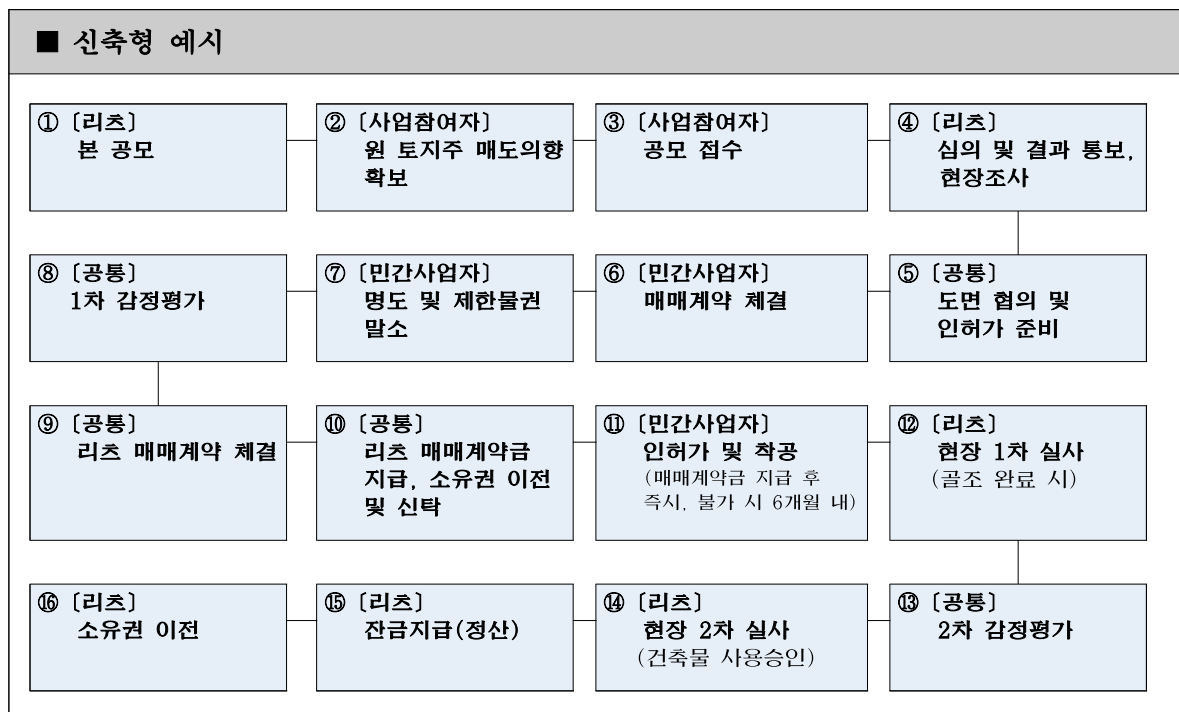 ■ 신축형 예시
① [리츠]
본 공모
② [사업참여자]
원 토지주 매도의향
확보
③ [사업참여자]
공모 접수
④ [리츠]
심의 및 결과 통보,
현장조사
⑤ [공통]
도면 협의 및
인허가 준비
⑥ [민간사업자]
매매계약 체결
⑦ [민간사업자]
명도 및 제한물권
말소
⑧ [공통]
1차 감정평가
⑨ [공통]
리츠 매매계약 체결
⑩ [공통]
리츠 매매계약금
지급, 소유권 이전
및 신탁
⑪ [민간사업자]
인허가 및 착공
(매매계약금 지급 후
즉시, 불가 시 6개월 내)
⑫ [리츠]
현장 1차 실사
(골조 완료 시)
⑬ [공통]
2차 감정평가
⑭ [리츠]
현장 2차 실사
(건축물 사용승인)
⑮ [리츠]
잔금지급(정산)
⑯ [리츠]
소유권 이전